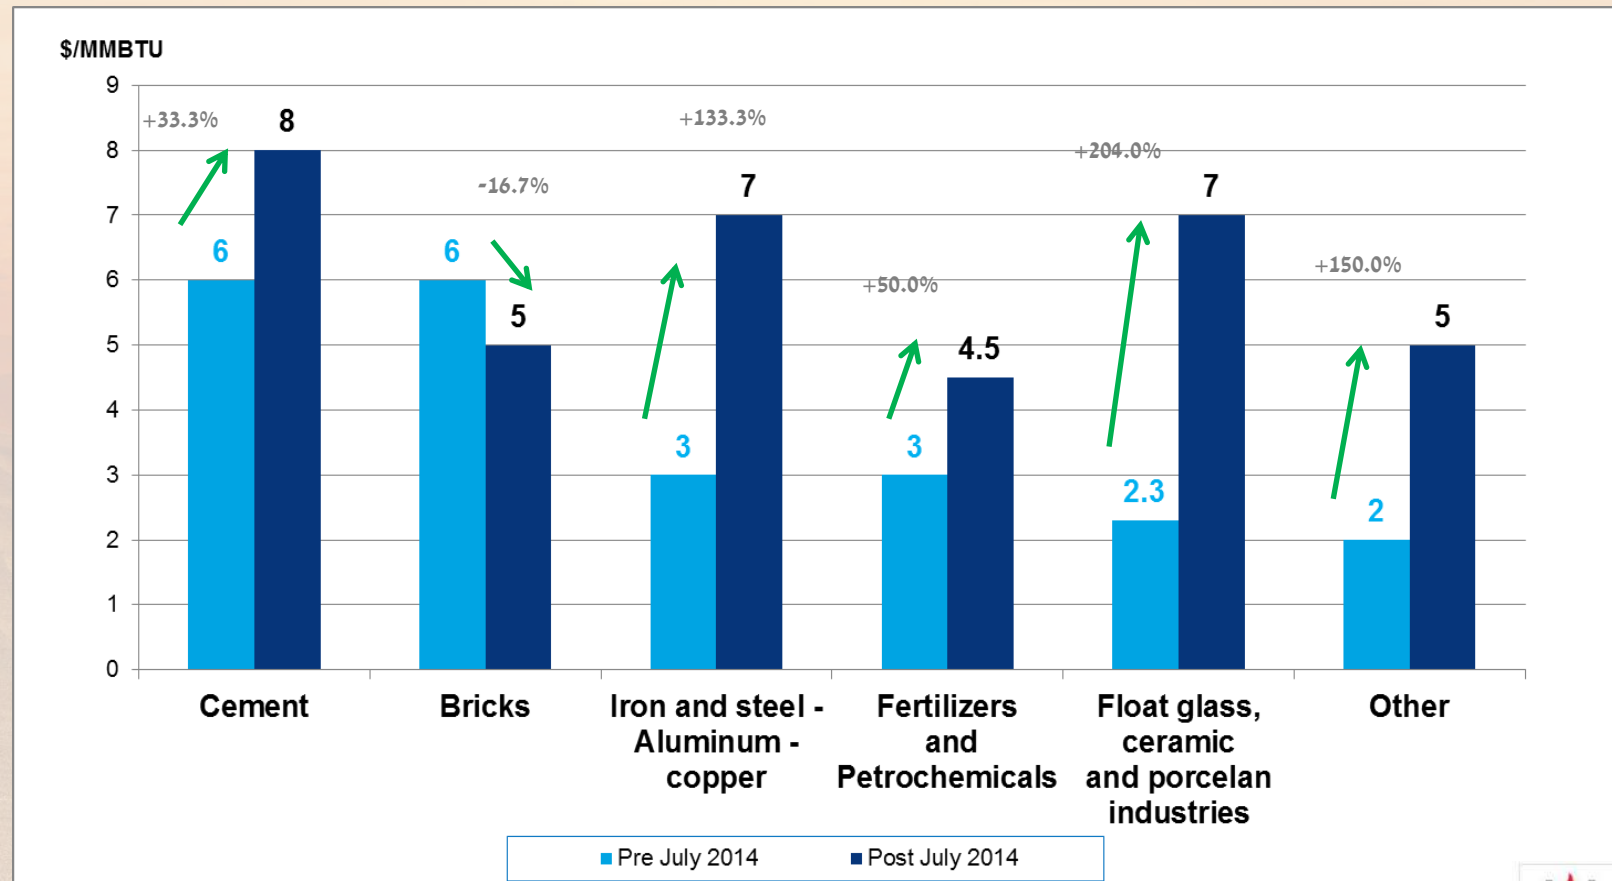 $/MMBTU
9
8
7
6
5
4
3
2
1
0
+33.3%
8
6
-16.7%
6
5
+133.3%
7
3
+50.0%
4.5
3
+204.0%
7
2.3
+150.0%
5
2
Cement
Bricks
Iron and steel -
Aluminum -
copper
Fertilizers
and
Petrochemicals
Float glass,
ceramic
and porcelan
industries
Other
Pre July 2014
Post July 2014